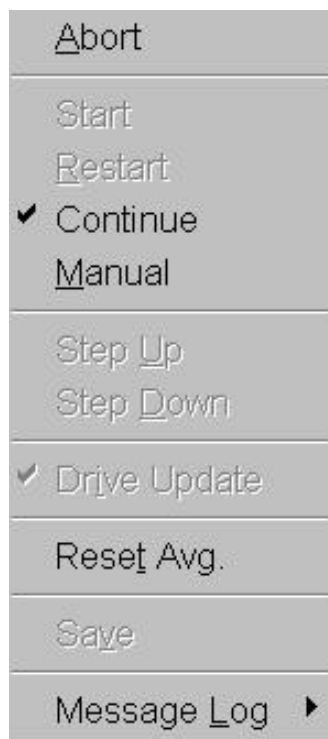 Abort
Start
Restart
Continue
Manual
Step Up
Step Down
Drive Update
Reset Avg.
Save
Message Log